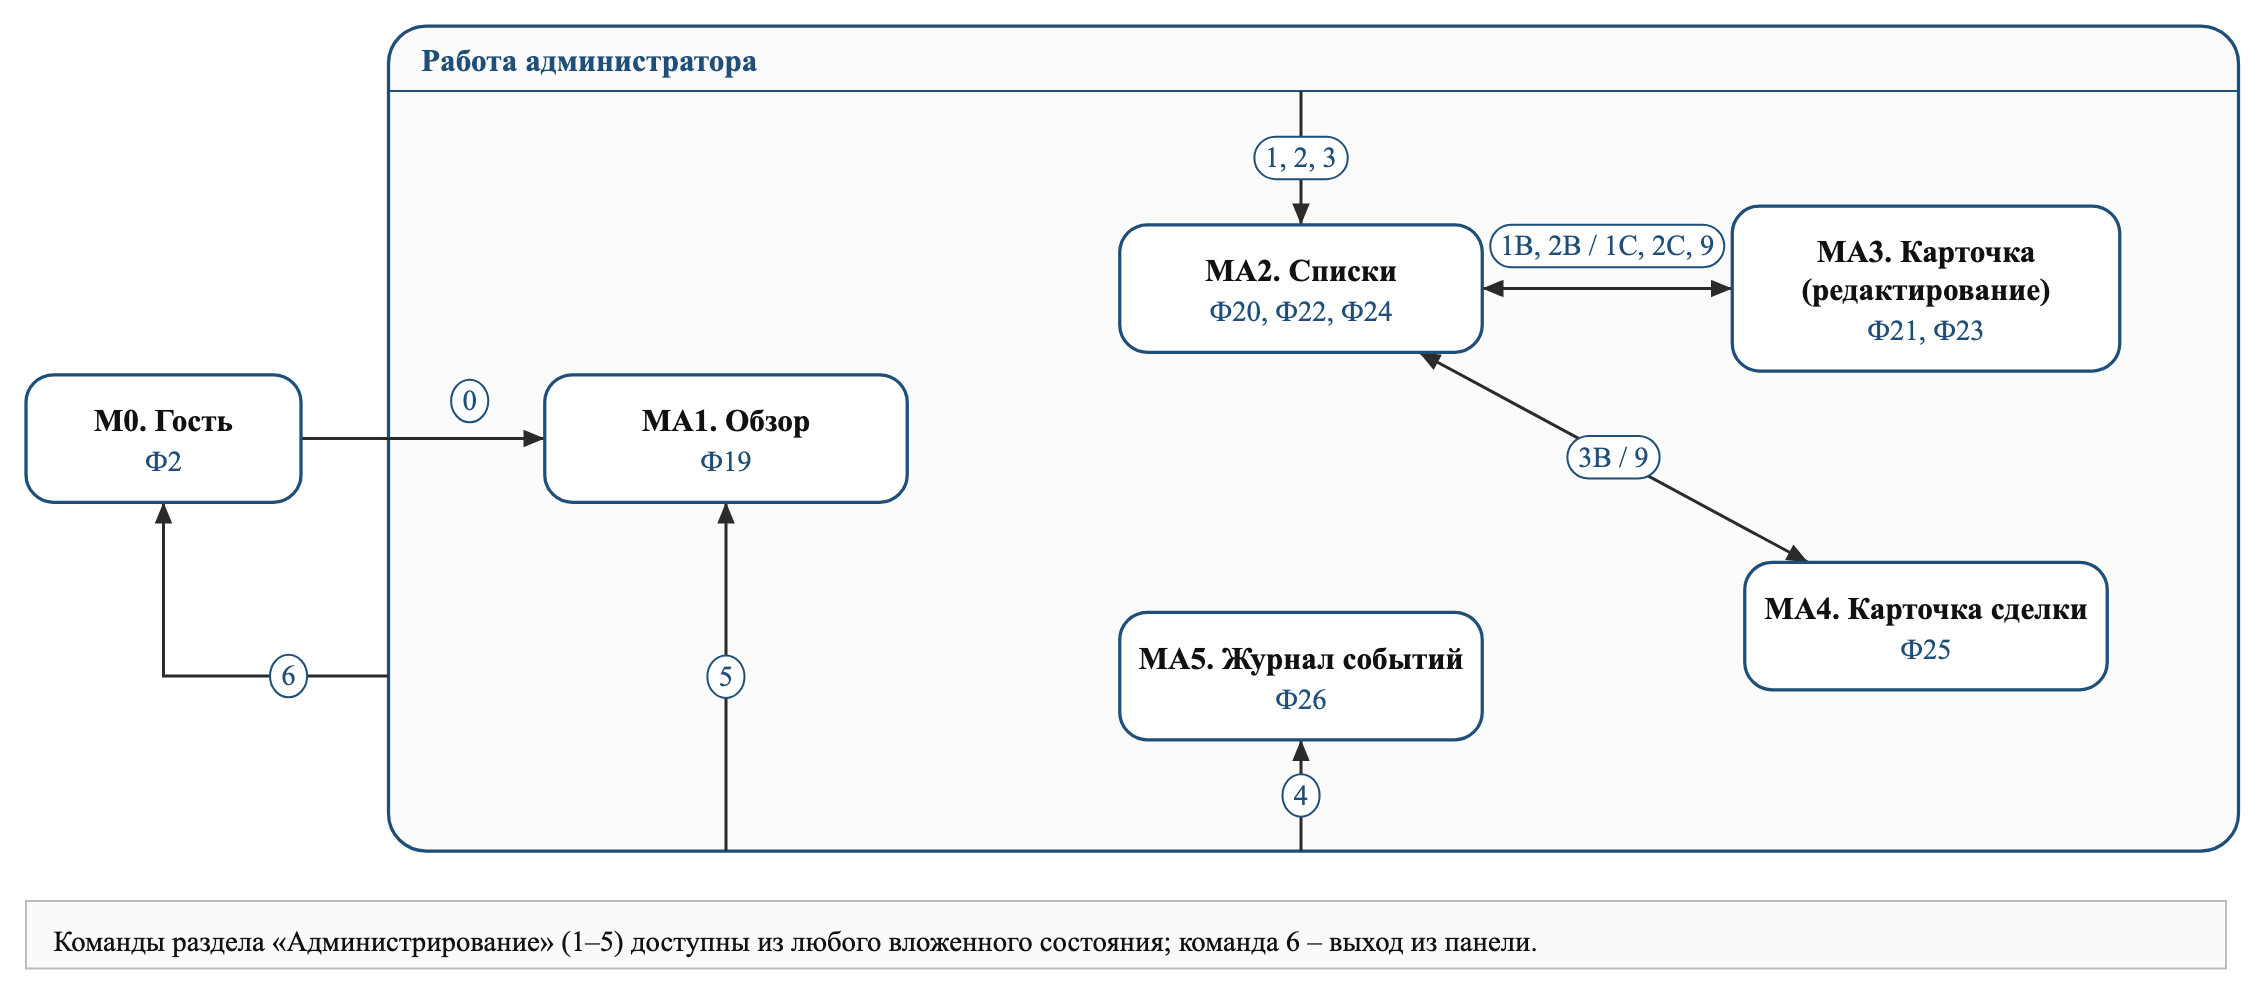 Работа администратора
1, 2, 3
МА2. Списки
Ф20, Ф22, Ф24
1В, 2В / 1С, 2С, 9
МА3. Карточка
(редактирование)
Ф21, Ф23
М0. Гость
Ф2
0
МА1. Обзор
Ф19
3В / 9
МА4. Карточка сделки
Ф25
МА5. Журнал событий
Ф26
6
5
4
Команды раздела «Администрирование» (1–5) доступны из любого вложенного состояния; команда 6 – выход из панели.